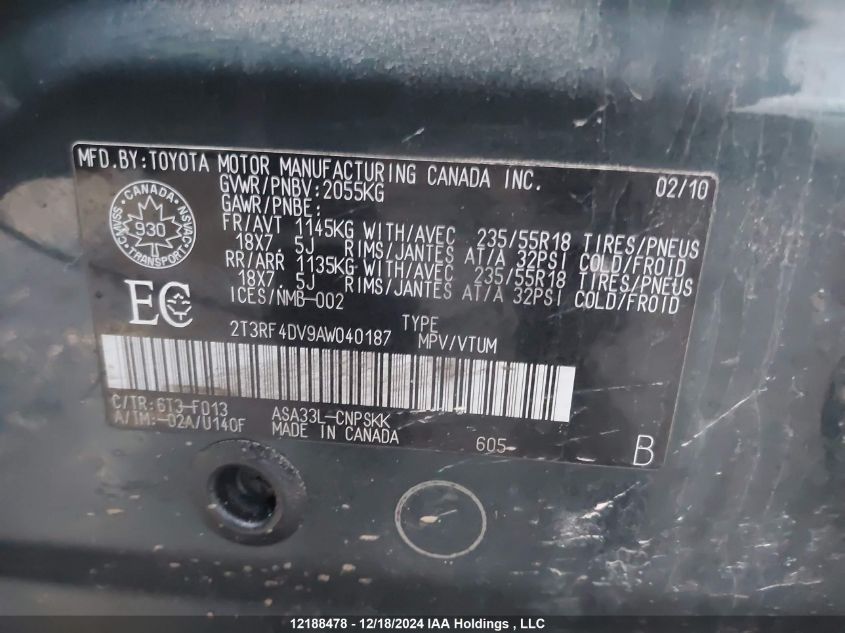 MFD.BY:TOYOTA MOTOR MANUFACTURING CANADA INC. 02/10
GVWR/PNBV:2055KG
GAWR/PNBE:
FR/AVT 1145KG WITH/AVEC 235/55R18 TIRES/PNEUS
18X7.5J RIMS/JANTES AT/A 32PSI COLD/FROID
RR/ARR 1135KG WITH/AVEC 235/55R18 TIRES/PNEUS
18X7.5J RIMS/JANTES AT/A 32PSI COLD/FROID
ICES/NMB-002
CANADA
CMVSS 930 NSVAC
TRANSPORT
EC
TYPE
2T3RF4DV9AW040187 MPV/VTUM
C/TR:6T3-FD13 ASA33L-CNPSKK
A/TM:-02A/U140F MADE IN CANADA 605 B
12188478 - 12/18/2024 IAA Holdings , LLC